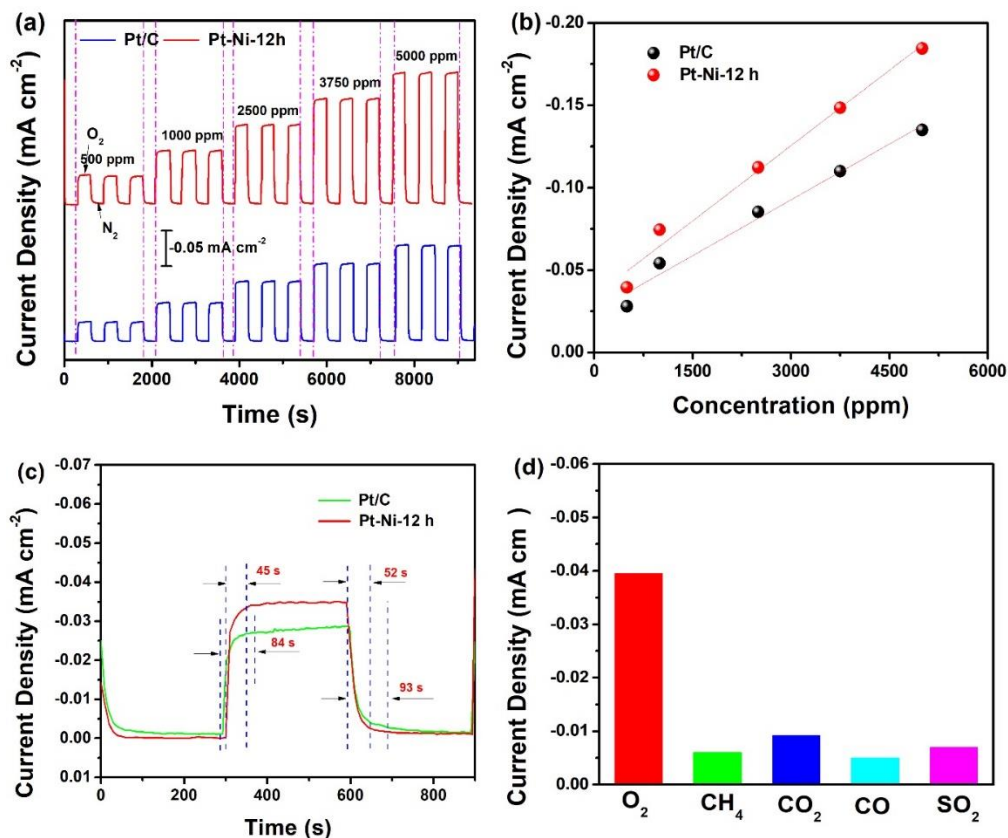 (a)
Pt/C Pt-Ni-12h
500 ppm
1000 ppm
2500 ppm
3750 ppm
5000 ppm
O₂
N₂
-0.05 mA cm⁻²
Current Density (mA cm⁻²)
0 2000 4000 6000 8000
Time (s)
(b)
Pt/C
Pt-Ni-12 h
Current Density (mA cm⁻²)
-0.20
-0.15
-0.10
-0.05
0.00
0 1500 3000 4500 6000
Concentration (ppm)
(c)
Pt/C
Pt-Ni-12 h
45 s
52 s
84 s
93 s
Current Density (mA cm⁻²)
-0.07
-0.06
-0.05
-0.04
-0.03
-0.02
-0.01
0.00
0.01
0 200 400 600 800
Time (s)
(d)
Current Density (mA cm⁻²)
-0.06
-0.05
-0.04
-0.03
-0.02
-0.010
0.00
O₂ CH₄ CO₂ CO SO₂